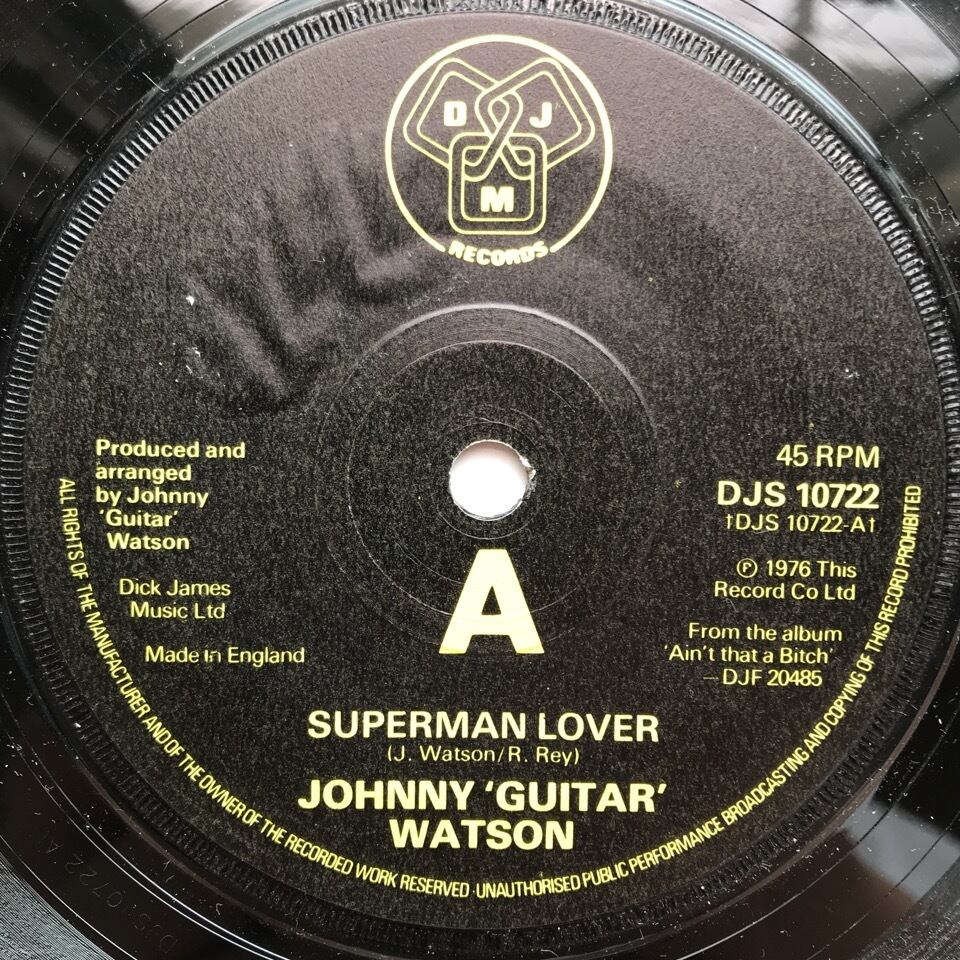 D J
M
RECORDS
Produced and
arranged
by Johnny
'Guitar'
Watson
Dick James
Music Ltd
Made in England
45 RPM
DJS 10722
†DJS 10722-A†
Ⓟ 1976 This
Record Co Ltd
From the album
'Ain't that a Bitch'
— DJF 20485
A
SUPERMAN LOVER
(J. Watson/R. Rey)
JOHNNY 'GUITAR'
WATSON
ALL RIGHTS OF THE MANUFACTURER AND OF THE OWNER OF THE RECORDED WORK RESERVED · UNAUTHORISED PUBLIC PERFORMANCE BROADCASTING AND COPYING OF THIS RECORD PROHIBITED